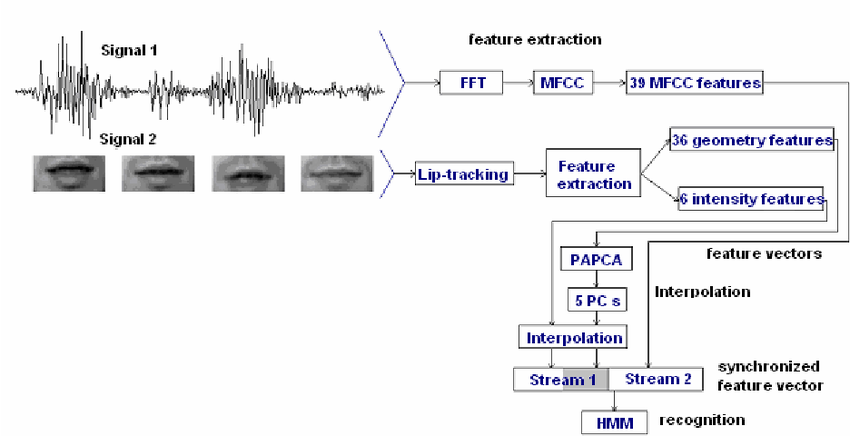 feature extraction
Signal 1
FFT
MFCC
39 MFCC features
Signal 2
36 geometry features
Lip-tracking
Feature
extraction
6 intensity features
PAPCA
feature vectors
5 PC s
Interpolation
Interpolation
Stream 1
Stream 2
synchronized
feature vector
HMM
recognition